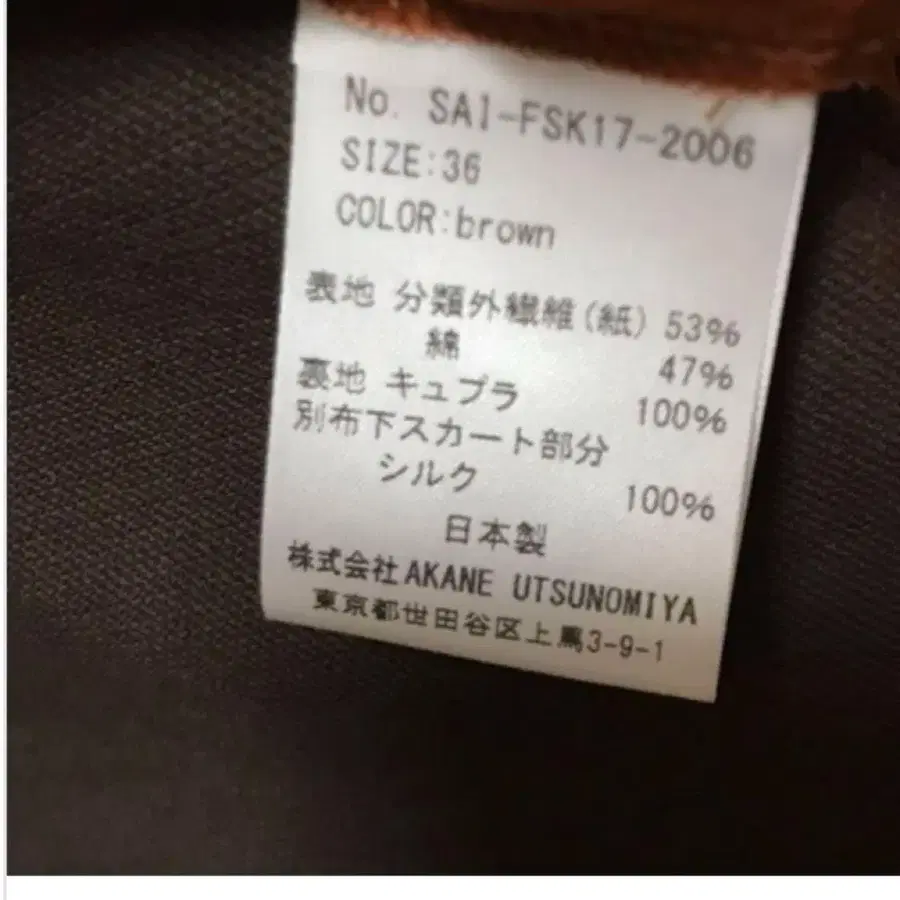 No. SAI-FSK17-2006
SIZE:36
COLOR:brown
表地 分類外繊維(紙) 53%
綿 47%
裏地 キュプラ 100%
別布下スカート部分
シルク 100%
日本製
株式会社AKANE UTSUNOMIYA
東京都世田谷区上馬3-9-1